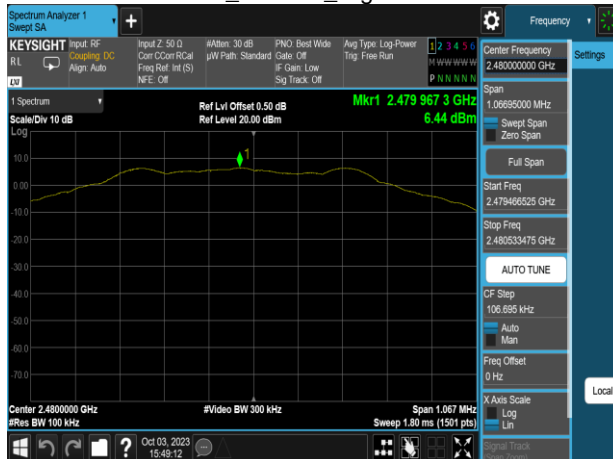 Spectrum Analyzer 1
Swept SA
+
Frequency
KEYSIGHT
RL
LXI
Input: RF
Coupling: DC
Align: Auto
Input Z: 50 Ω
Corr CCorr RCal
Freq Ref: Int (S)
NFE: Off
#Atten: 30 dB
µW Path: Standard
PNO: Best Wide
Gate: Off
IF Gain: Low
Sig Track: Off
Avg Type: Log-Power
Trig: Free Run
1 2 3 4 5 6
M W W W W W
P N N N N N
Center Frequency
2.480000000 GHz
Settings
Span
1.06695000 MHz
Swept Span
Zero Span
Full Span
Start Freq
2.479466525 GHz
Stop Freq
2.480533475 GHz
AUTO TUNE
CF Step
106.695 kHz
Auto
Man
Freq Offset
0 Hz
X Axis Scale
Log
Lin
Signal Track
(Span Zoom)
Local
1 Spectrum
Scale/Div 10 dB
Log
Ref Lvl Offset 0.50 dB
Ref Level 20.00 dBm
Mkr1 2.479 967 3 GHz
6.44 dBm
1
10.0
0.00
-10.0
-20.0
-30.0
-40.0
-50.0
-60.0
-70.0
Center 2.4800000 GHz
#Res BW 100 kHz
#Video BW 300 kHz
Span 1.067 MHz
Sweep 1.80 ms (1501 pts)
?
Oct 03, 2023
15:49:12